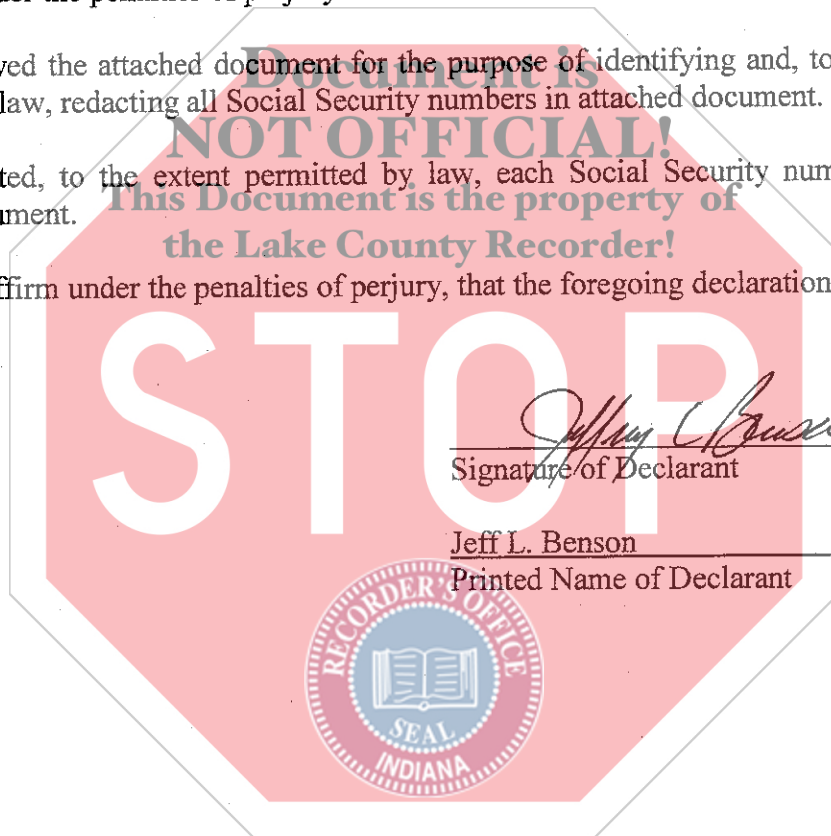 ved the attached document for the purpose of identifying and, to
Document is
law, redacting all Social Security numbers in attached document.
NOT OFFICIAL!
ted, to the extent permitted by law, each Social Security num
This Document is the property of
ument.
the Lake County Recorder!
ffirm under the penalties of perjury, that the foregoing declaration
STOP
Signature of Declarant
Jeff L. Benson
Printed Name of Declarant
RECORDER'S OFFICE
SEAL
INDIANA